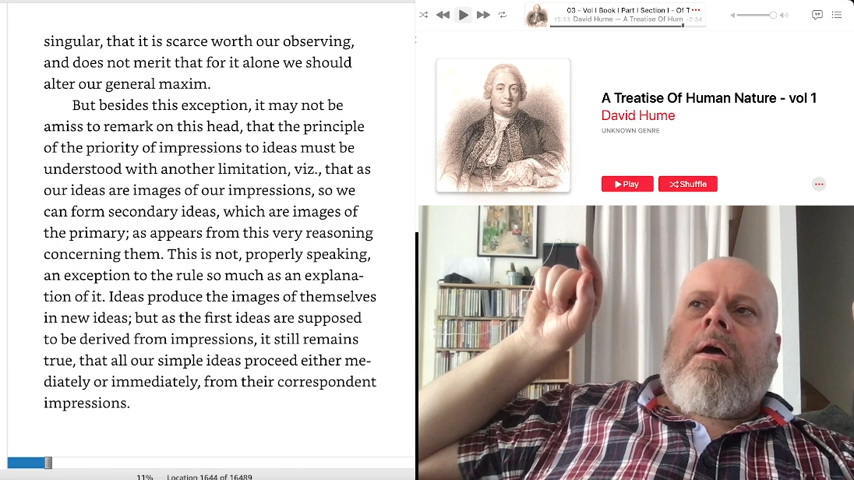 singular, that it is scarce worth our observing,
and does not merit that for it alone we should
alter our general maxim.
But besides this exception, it may not be
amiss to remark on this head, that the principle
of the priority of impressions to ideas must be
understood with another limitation, viz., that as
our ideas are images of our impressions, so we
can form secondary ideas, which are images of
the primary; as appears from this very reasoning
concerning them. This is not, properly speaking,
an exception to the rule so much as an explana-
tion of it. Ideas produce the images of themselves
in new ideas; but as the first ideas are supposed
to be derived from impressions, it still remains
true, that all our simple ideas proceed either me-
diately or immediately, from their correspondent
impressions.
11% Location 1644 of 16489
03 - Vol I Book I Part I Section I - Of T
David Hume — A Treatise Of Hum
A Treatise Of Human Nature - vol 1
David Hume
UNKNOWN GENRE
Play
Shuffle